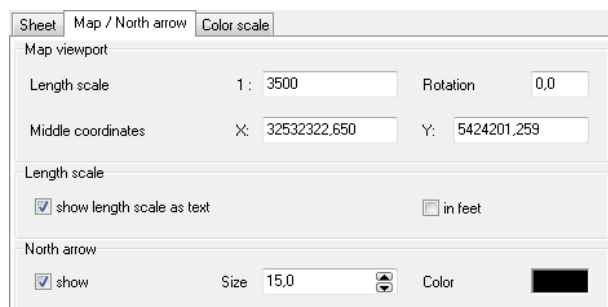 Sheet Map / North arrow Color scale
Map viewport
Length scale 1 : 3500 Rotation 0,0
Middle coordinates X: 32532322,650 Y: 5424201,259
Length scale
show length scale as text in feet
North arrow
show Size 15,0 Color